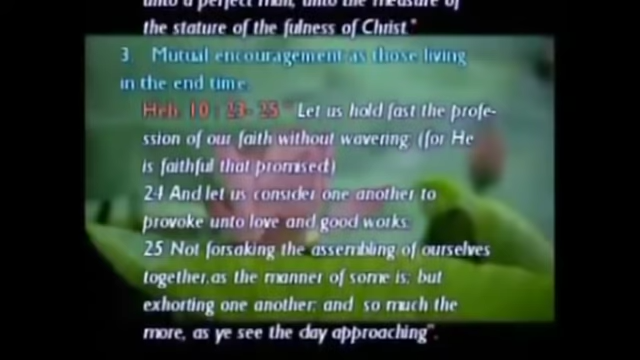 unto a perfect man, unto the measure of
the stature of the fulness of Christ."
3. Mutual encouragement as those living
in the end time.
Heb. 10 : 23- 25 " Let us hold fast the profe-
ssion of our faith without wavering; (for He
is faithful that promised;)
24 And let us consider one another to
provoke unto love and good works:
25 Not forsaking the assembling of ourselves
together, as the manner of some is; but
exhorting one another: and so much the
more, as ye see the day approaching".